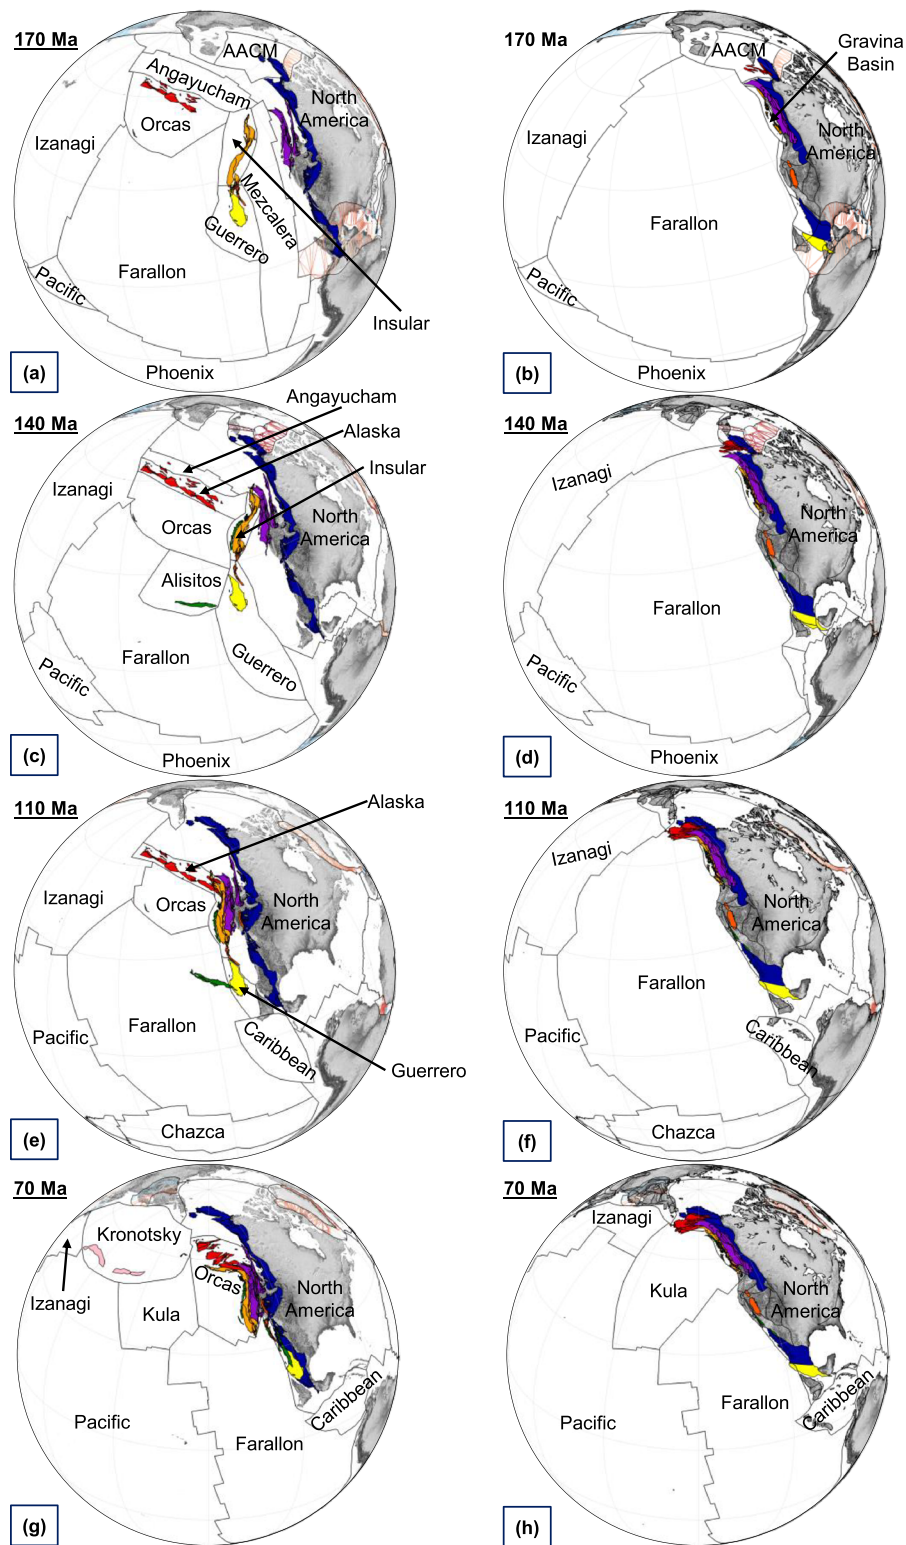 170 Ma
AACM
Angayucham
North
America
Orcas
Izanagi
Mezcalera
Guerrero
Farallon
Pacific
Insular
Phoenix
(a)
170 Ma
AACM
Gravina
Basin
Izanagi
North
America
Farallon
Pacific
Phoenix
(b)
140 Ma
Angayucham
Alaska
Insular
Izanagi
North
America
Orcas
Alisitos
Farallon
Guerrero
Pacific
Phoenix
(c)
140 Ma
Izanagi
North
America
Farallon
Pacific
Phoenix
(d)
110 Ma
Alaska
Izanagi
Orcas
North
America
Pacific
Farallon
Caribbean
Guerrero
Chazca
(e)
110 Ma
Izanagi
North
America
Farallon
Pacific
Caribbean
Chazca
(f)
70 Ma
Kronotsky
Orcas
Izanagi
Kula
North
America
Caribbean
Pacific
Farallon
(g)
70 Ma
Izanagi
Kula
North
America
Farallon
Caribbean
Pacific
(h)